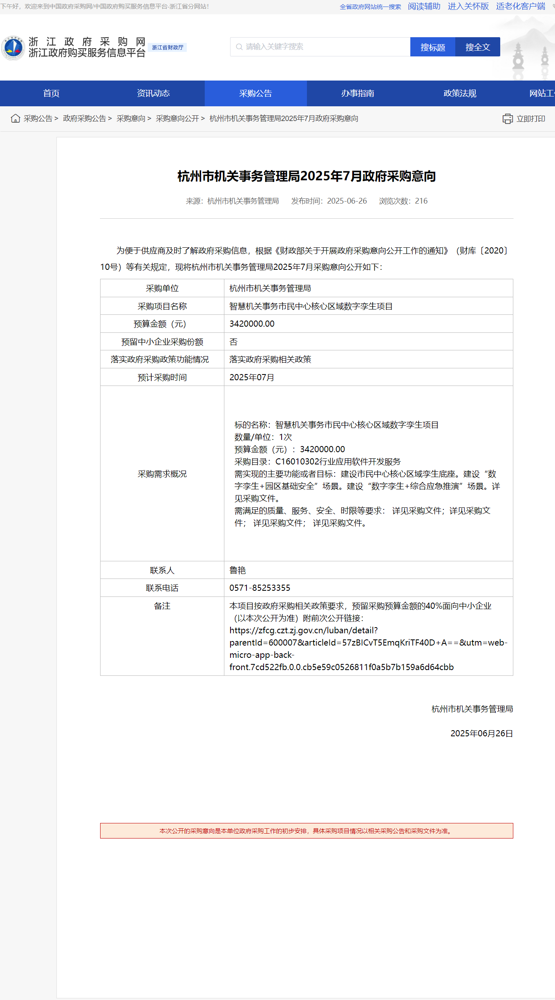 下午好，欢迎来到中国政府采购网/中国政府购买服务信息平台-浙江省分网站！
全省政府网站统一搜索 阅读辅助 进入关怀版 适老化客户端
浙江政府采购网
浙江政府购买服务信息平台
浙江省财政厅
请输入关键字搜索
搜标题
搜全文
首页 资讯动态 采购公告 办事指南 政策法规 网站工
采购公告 > 政府采购公告 > 采购意向 > 采购意向公开 > 杭州市机关事务管理局2025年7月政府采购意向
立即打印
杭州市机关事务管理局2025年7月政府采购意向
来源：杭州市机关事务管理局 发布时间：2025-06-26 浏览次数：216
为便于供应商及时了解政府采购信息，根据《财政部关于开展政府采购意向公开工作的通知》（财库〔2020〕
10号）等有关规定，现将杭州市机关事务管理局2025年7月采购意向公开如下：
采购单位 杭州市机关事务管理局
采购项目名称 智慧机关事务市民中心核心区域数字孪生项目
预算金额（元） 3420000.00
预留中小企业采购份额 否
落实政府采购政策功能情况 落实政府采购相关政策
预计采购时间 2025年07月
采购需求概况
标的名称：智慧机关事务市民中心核心区域数字孪生项目
数量/单位：1次
预算金额（元）：3420000.00
采购目录：C16010302行业应用软件开发服务
需实现的主要功能或者目标：建设市民中心核心区域孪生底座。建设“数
字孪生+园区基础安全”场景。建设“数字孪生+综合应急推演”场景。详
见采购文件。
需满足的质量、服务、安全、时限等要求： 详见采购文件；详见采购文
件； 详见采购文件； 详见采购文件。
联系人 鲁艳
联系电话 0571-85253355
备注 本项目按政府采购相关政策要求，预留采购预算金额的40%面向中小企业
（以本次公开为准）附前次公开链接：
https://zfcg.czt.zj.gov.cn/luban/detail?
parentId=600007&articleId=57zBICvT5EmqKriTF40D+A==&utm=web-
micro-app-back-
front.7cd522fb.0.0.cb5e59c0526811f0a5b7b159a6d64cbb
杭州市机关事务管理局
2025年06月26日
本次公开的采购意向是本单位政府采购工作的初步安排，具体采购项目情况以相关采购公告和采购文件为准。